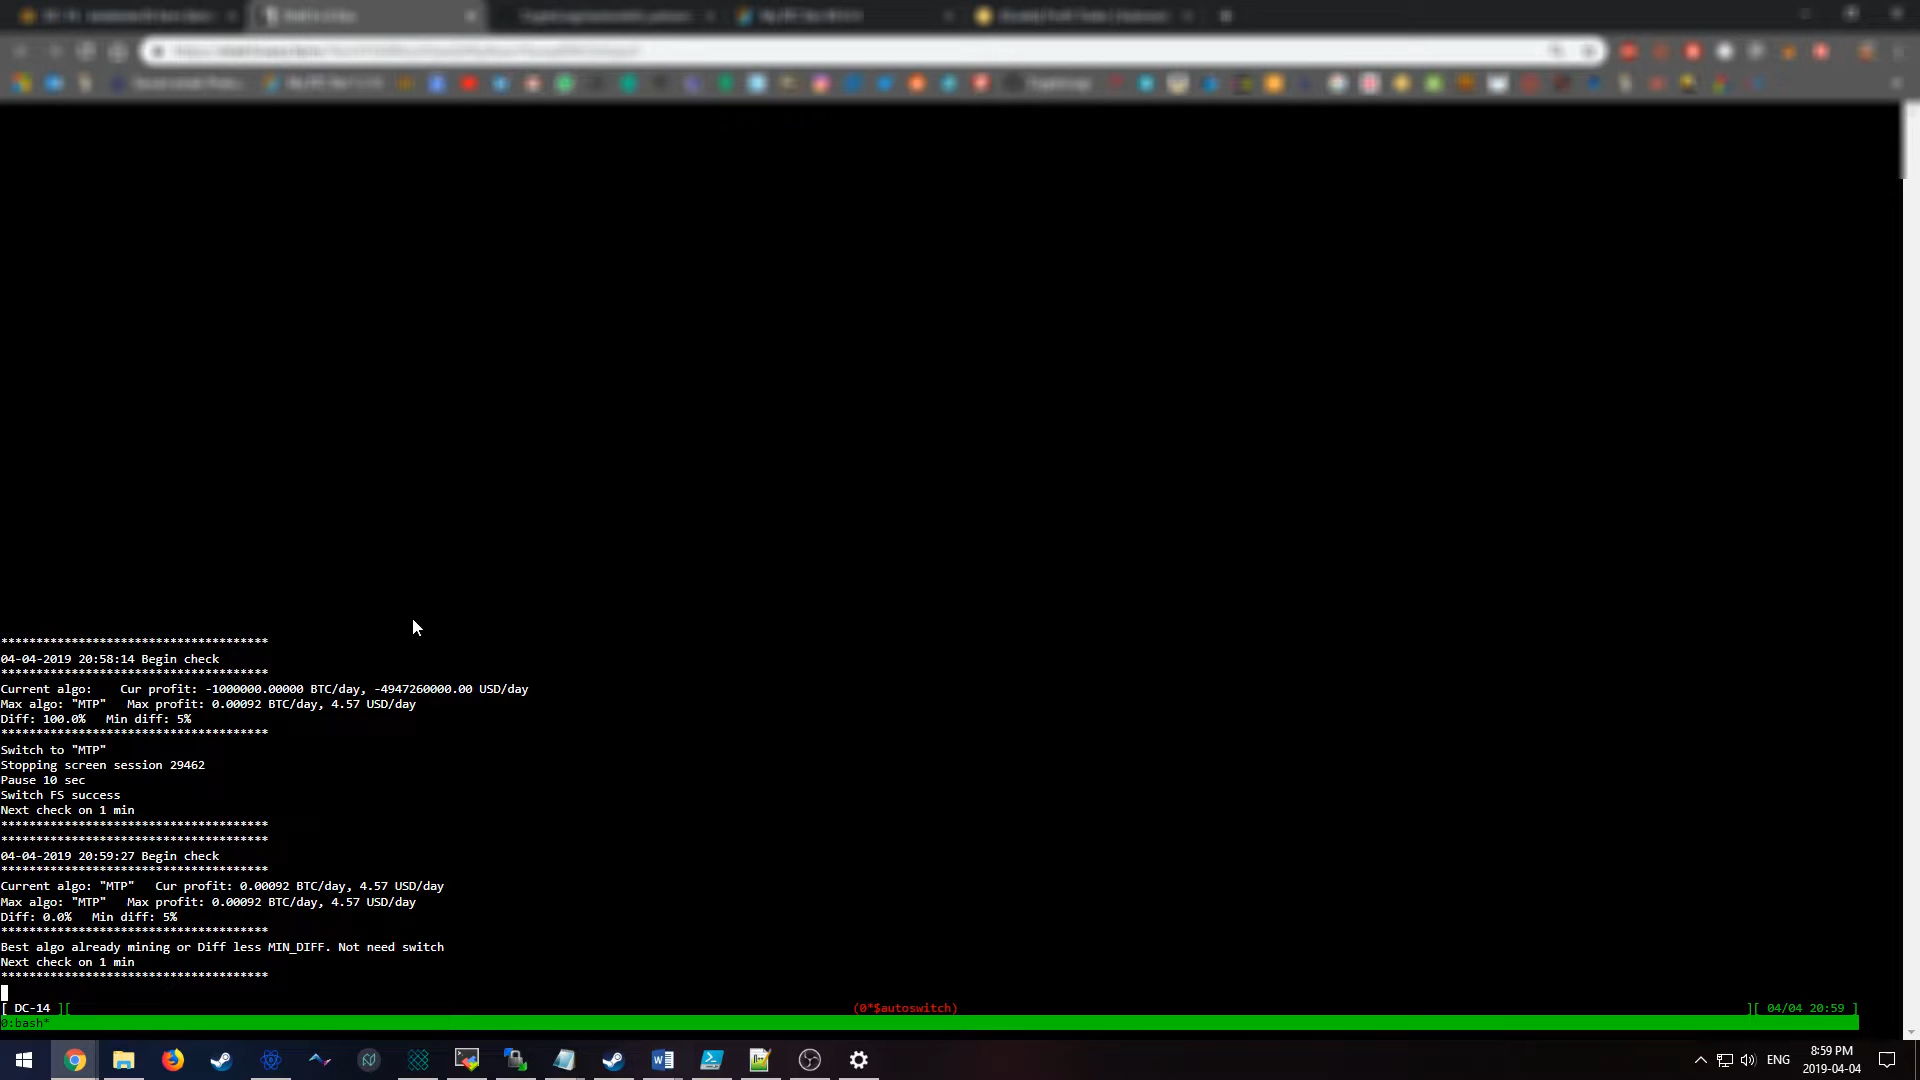 *************************************
04-04-2019 20:58:14 Begin check
*************************************
Current algo:    Cur profit: -1000000.00000 BTC/day, -4947260000.00 USD/day
Max algo: "MTP"   Max profit: 0.00092 BTC/day, 4.57 USD/day
Diff: 100.0%   Min diff: 5%
*************************************
Switch to "MTP"
Stopping screen session 29462
Pause 10 sec
Switch FS success
Next check on 1 min
*************************************
*************************************
04-04-2019 20:59:27 Begin check
*************************************
Current algo: "MTP"   Cur profit: 0.00092 BTC/day, 4.57 USD/day
Max algo: "MTP"   Max profit: 0.00092 BTC/day, 4.57 USD/day
Diff: 0.0%   Min diff: 5%
*************************************
Best algo already mining or Diff less MIN_DIFF. Not need switch
Next check on 1 min
*************************************
[ DC-14 ][ (0*$autoswitch) ][ 04/04 20:59 ]
0:bash*
ENG
8:59 PM
2019-04-04